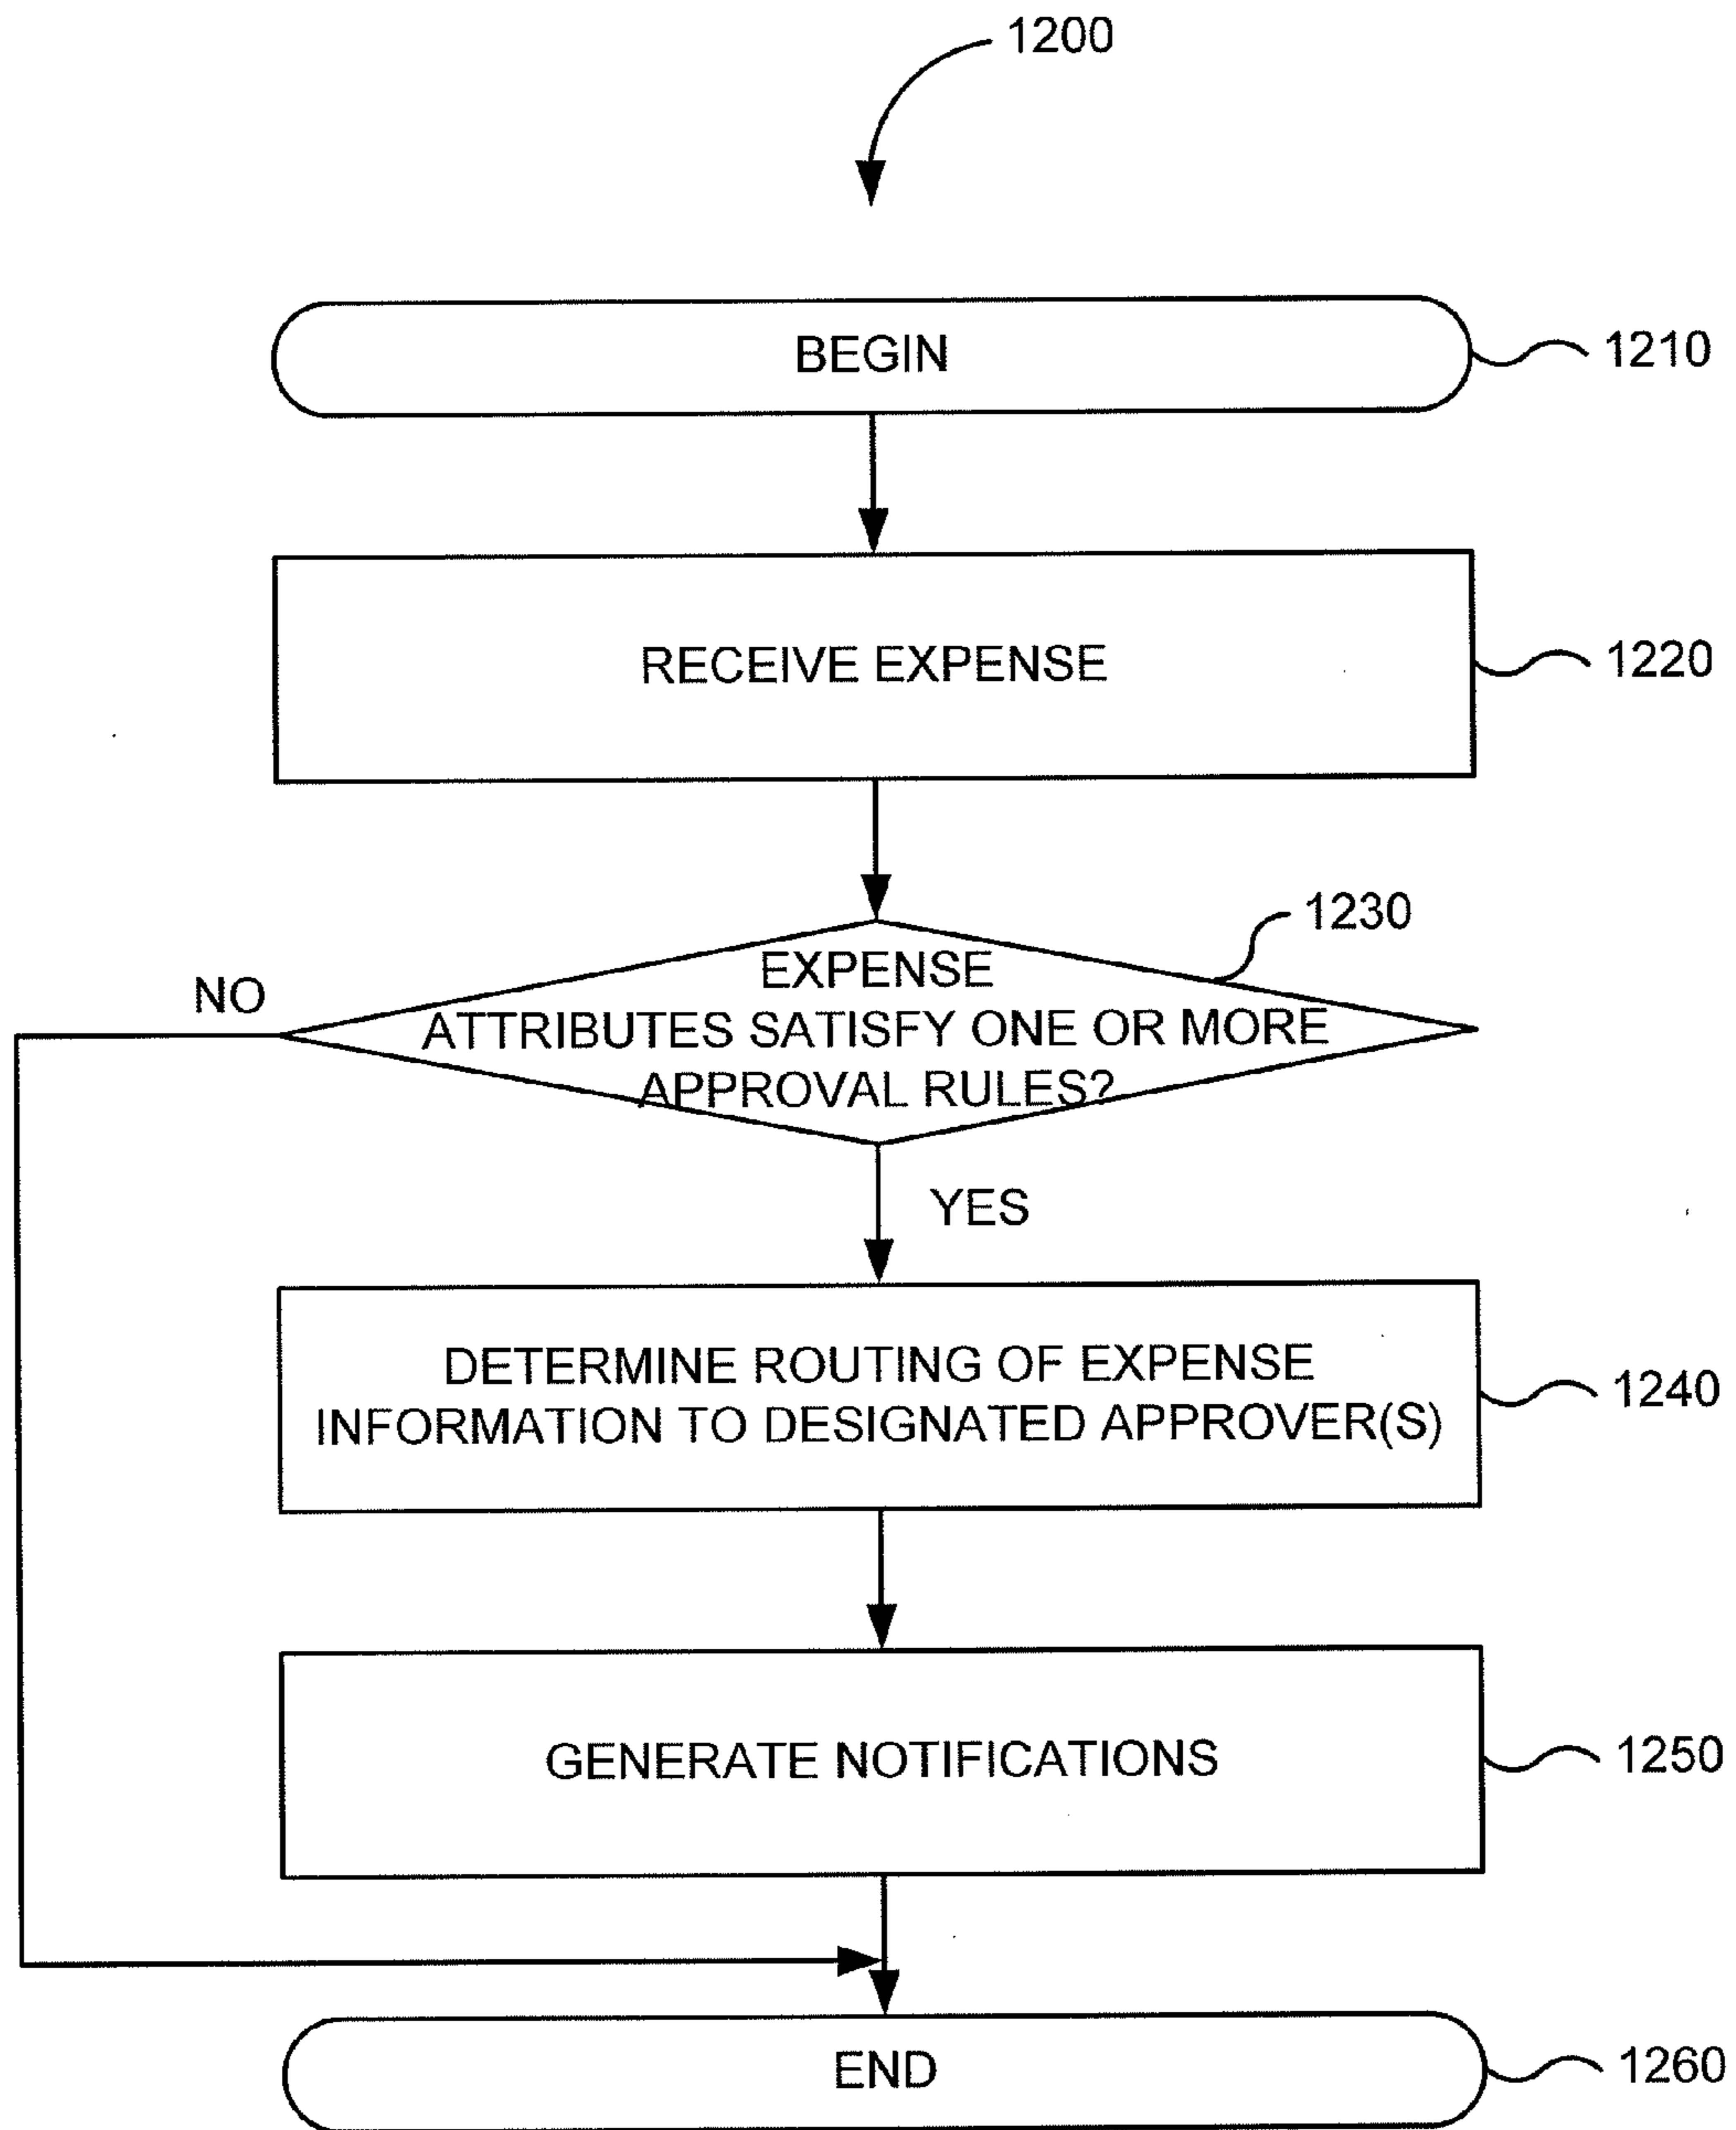 1200
BEGIN
1210
RECEIVE EXPENSE
1220
1230
EXPENSE
ATTRIBUTES SATISFY ONE OR MORE
APPROVAL RULES?
NO
YES
DETERMINE ROUTING OF EXPENSE
INFORMATION TO DESIGNATED APPROVER(S)
1240
GENERATE NOTIFICATIONS
1250
END
1260